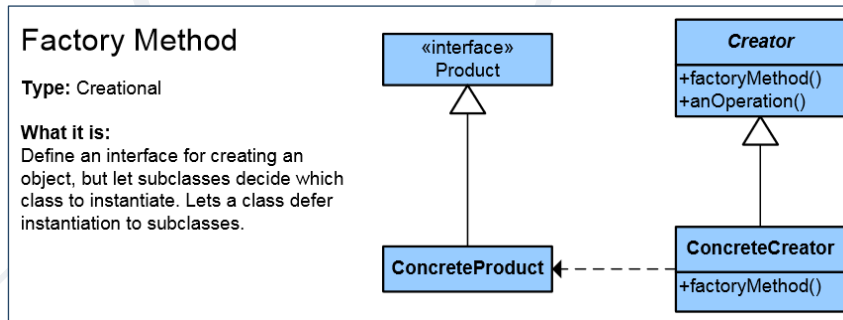 Factory Method
Type: Creational
What it is:
Define an interface for creating an
object, but let subclasses decide which
class to instantiate. Lets a class defer
instantiation to subclasses.
«interface»
Product
Creator
+factoryMethod()
+anOperation()
ConcreteProduct
ConcreteCreator
+factoryMethod()